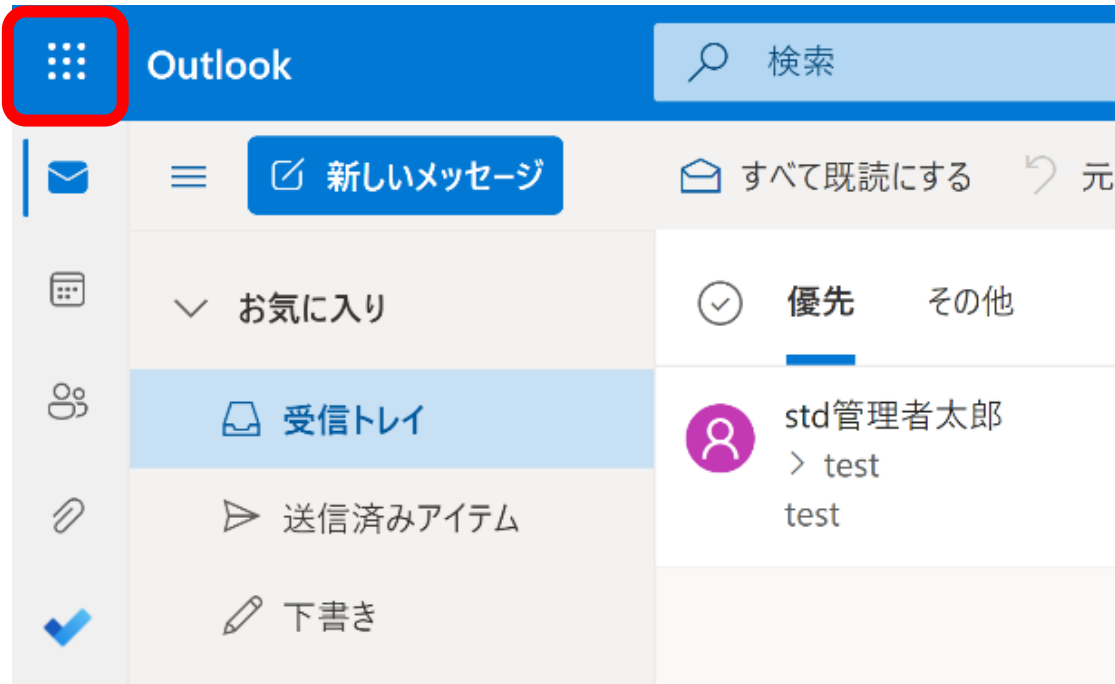 Outlook
検索
新しいメッセージ
すべて既読にする
元
お気に入り
優先 その他
受信トレイ
std管理者太郎
> test
test
送信済みアイテム
下書き